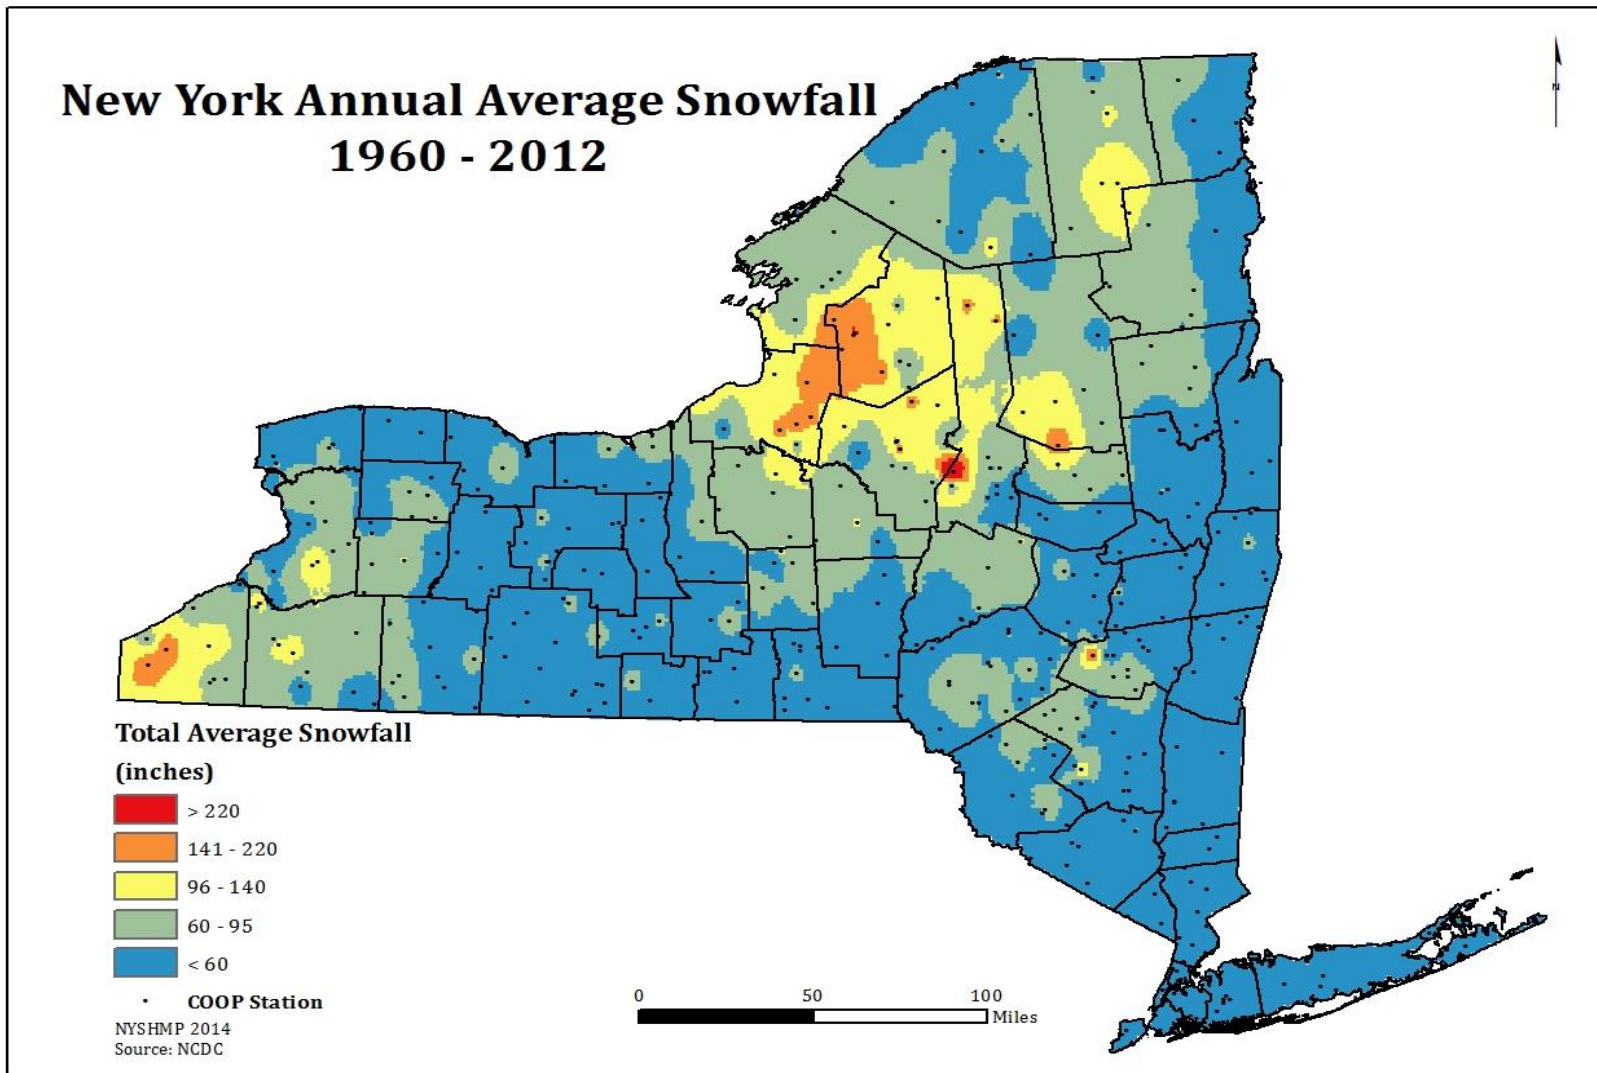 New York Annual Average Snowfall
1960 - 2012
N
Total Average Snowfall
(inches)
> 220
141 - 220
96 - 140
60 - 95
< 60
COOP Station
NYSHMP 2014
Source: NCDC
0 50 100
Miles